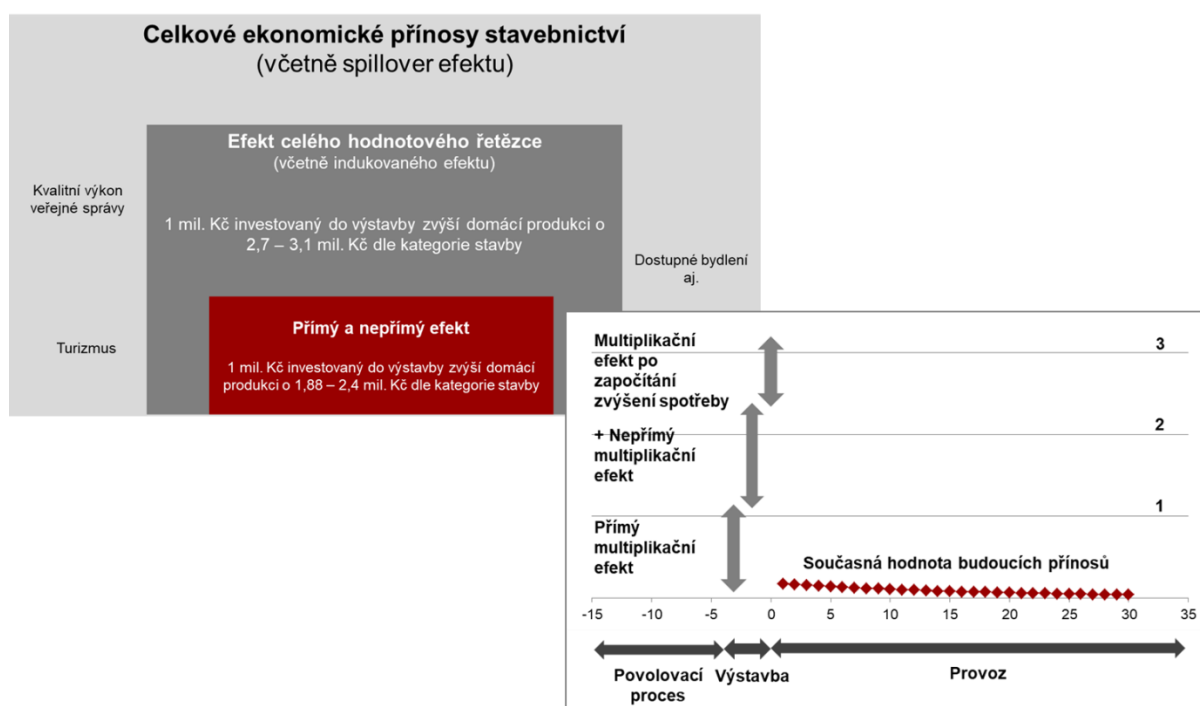 Celkové ekonomické přínosy stavebnictví
(včetně spillover efektu)
Efekt celého hodnotového řetězce
(včetně indukovaného efektu)
Kvalitní výkon
veřejné správy
1 mil. Kč investovaný do výstavby zvýší domácí produkci o
2,7 – 3,1 mil. Kč dle kategorie stavby
Dostupné bydlení
aj.
Turizmus
Přímý a nepřímý efekt
1 mil. Kč investovaný do výstavby zvýší domácí
produkci o 1,88 – 2,4 mil. Kč dle kategorie stavby
Multiplikační
efekt po
započítání
zvýšení spotřeby
3
+ Nepřímý
multiplikační
efekt
2
1
Přímý
multiplikační
efekt
Současná hodnota budoucích přínosů
-15 -10 -5 0 5 10 15 20 25 30 35
Povolovací
proces
Výstavba
Provoz